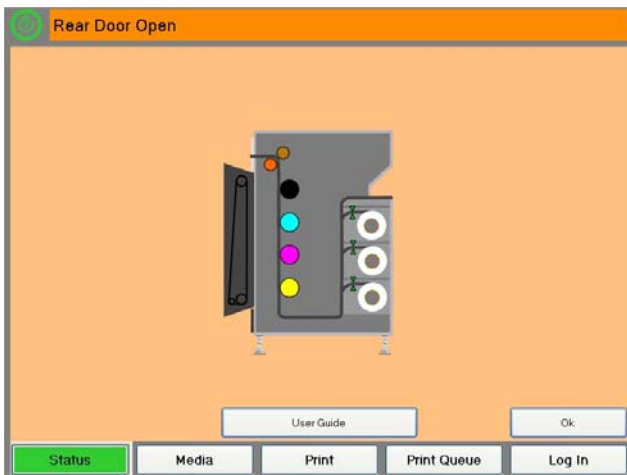 Rear Door Open
User Guide
Ok
Status
Media
Print
Print Queue
Log In